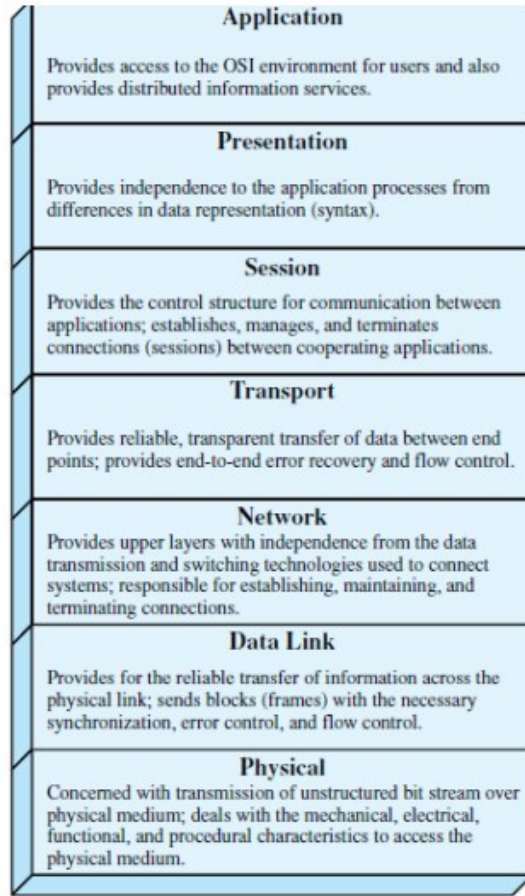 Application
Provides access to the OSI environment for users and also
provides distributed information services.
Presentation
Provides independence to the application processes from
differences in data representation (syntax).
Session
Provides the control structure for communication between
applications; establishes, manages, and terminates
connections (sessions) between cooperating applications.
Transport
Provides reliable, transparent transfer of data between end
points; provides end-to-end error recovery and flow control.
Network
Provides upper layers with independence from the data
transmission and switching technologies used to connect
systems; responsible for establishing, maintaining, and
terminating connections.
Data Link
Provides for the reliable transfer of information across the
physical link; sends blocks (frames) with the necessary
synchronization, error control, and flow control.
Physical
Concerned with transmission of unstructured bit stream over
physical medium; deals with the mechanical, electrical,
functional, and procedural characteristics to access the
physical medium.